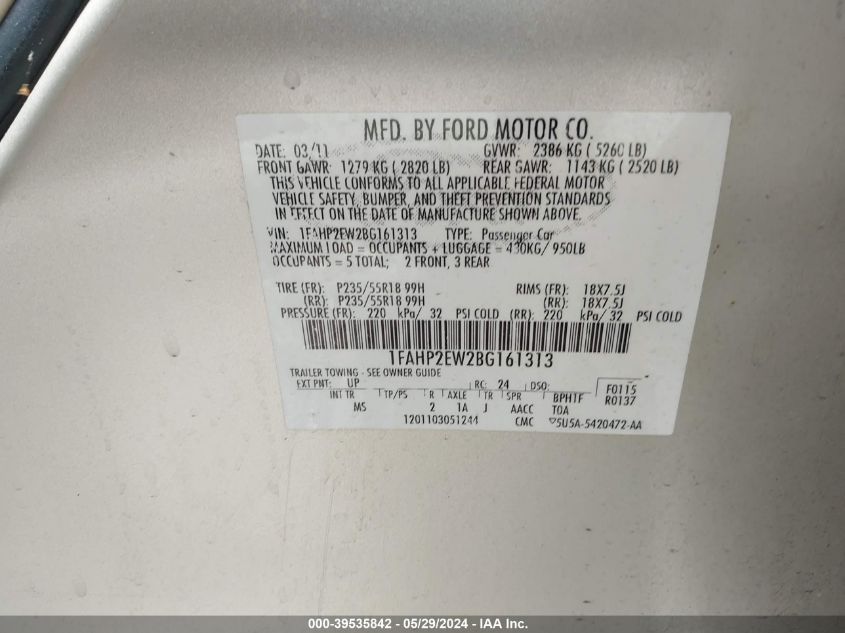 MFD. BY FORD MOTOR CO.
DATE: 03/11 GVWR: 2386 KG ( 5260 LB)
FRONT GAWR: 1279 KG ( 2820 LB) REAR GAWR: 1143 KG ( 2520 LB)
THIS VEHICLE CONFORMS TO ALL APPLICABLE FEDERAL MOTOR
VEHICLE SAFETY, BUMPER, AND THEFT PREVENTION STANDARDS
IN EFFECT ON THE DATE OF MANUFACTURE SHOWN ABOVE.
VIN: 1FAHP2EW2BG161313 TYPE: Passenger Car
MAXIMUM LOAD = OCCUPANTS + LUGGAGE = 430KG/ 950LB
OCCUPANTS = 5 TOTAL; 2 FRONT, 3 REAR
TIRE (FR): P235/55R18 99H RIMS (FR): 18X7.5J
(RR): P235/55R18 99H (RR): 18X7.5J
PRESSURE (FR): 220 kPa/ 32 PSI COLD (RR): 220 kPa/ 32 PSI COLD
1FAHP2EW2BG161313
TRAILER TOWING - SEE OWNER GUIDE
EXT PNT: UP RC: 24 DSO: F0115
INT TR TP/PS R AXLE TR SPR BPHTF R0137
MS 2 1A J AACC TOA
1201103051244 CMC 5U5A-5420472-AA
000-39535842 - 05/29/2024 - IAA Inc.